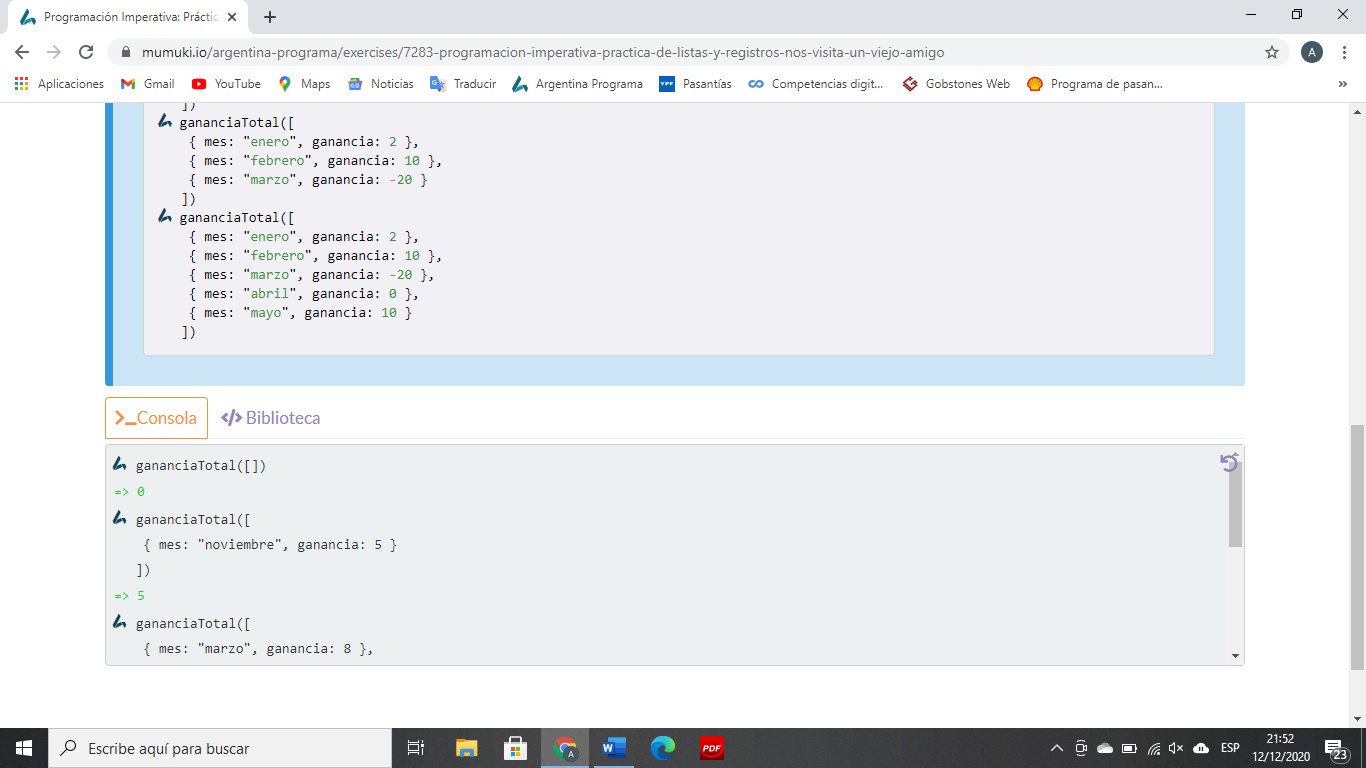 Programación Imperativa: Práctic
mumuki.io/argentina-programa/exercises/7283-programacion-imperativa-practica-de-listas-y-registros-nos-visita-un-viejo-amigo
A
Aplicaciones
Gmail
YouTube
Maps
Noticias
Traducir
Argentina Programa
YPF
Pasantías
Competencias digit...
Gobstones Web
Programa de pasan...
»
])
gananciaTotal([
{ mes: "enero", ganancia: 2 },
{ mes: "febrero", ganancia: 10 },
{ mes: "marzo", ganancia: -20 }
])
gananciaTotal([
{ mes: "enero", ganancia: 2 },
{ mes: "febrero", ganancia: 10 },
{ mes: "marzo", ganancia: -20 },
{ mes: "abril", ganancia: 0 },
{ mes: "mayo", ganancia: 10 }
])
>_Consola
</> Biblioteca
gananciaTotal([])
=> 0
gananciaTotal([
{ mes: "noviembre", ganancia: 5 }
])
=> 5
gananciaTotal([
{ mes: "marzo", ganancia: 8 },
Escribe aquí para buscar
A
W
PDF
ESP
21:52
12/12/2020
23